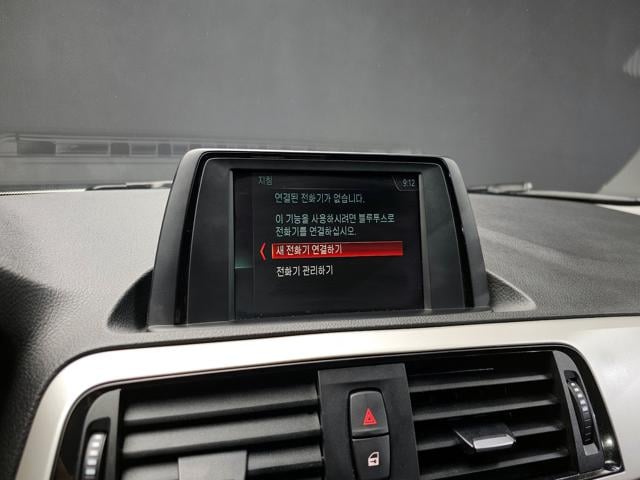 지침
9:12
연결된 전화기가 없습니다.
이 기능을 사용하시려면 블루투스로
전화기를 연결하십시오.
새 전화기 연결하기
전화기 관리하기